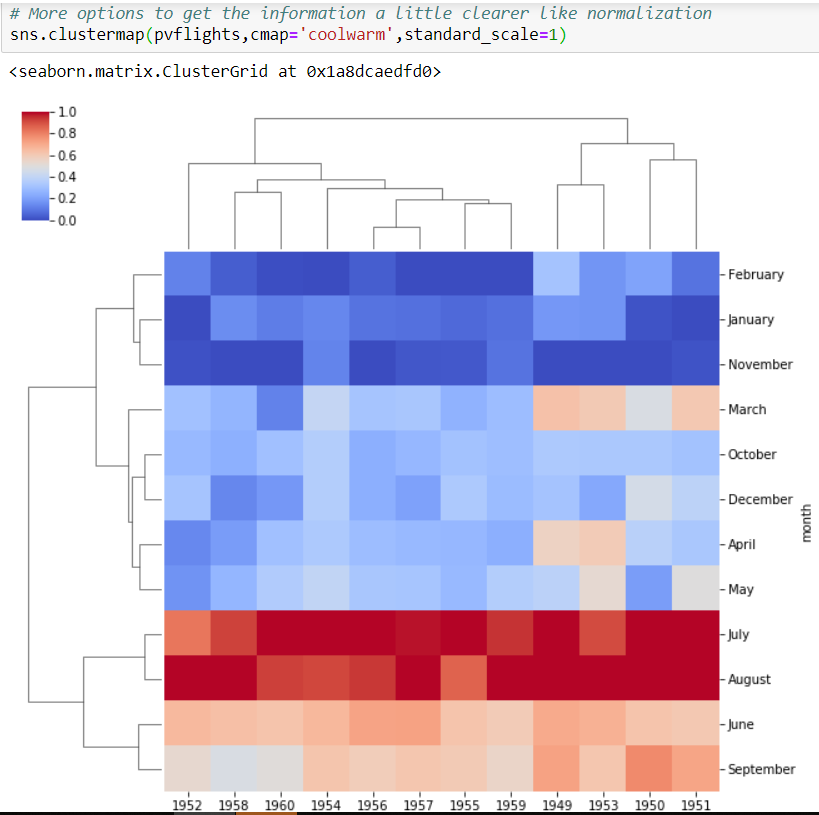 # More options to get the information a little clearer like normalization
sns.clustermap(pvflights,cmap='coolwarm',standard_scale=1)
<seaborn.matrix.ClusterGrid at 0x1a8dcaedfd0>
1.0
0.8
0.6
0.4
0.2
0.0
February
January
November
March
October
December
April
May
July
August
June
September
month
1952 1958 1960 1954 1956 1957 1955 1959 1949 1953 1950 1951